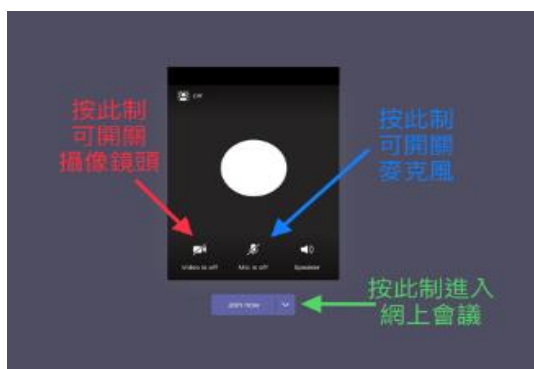 按此制
可開關
攝像鏡頭
按此制
可開關
麥克風
Off
Video is off
Mic is off
Speaker
Join now
按此制進入
網上會議